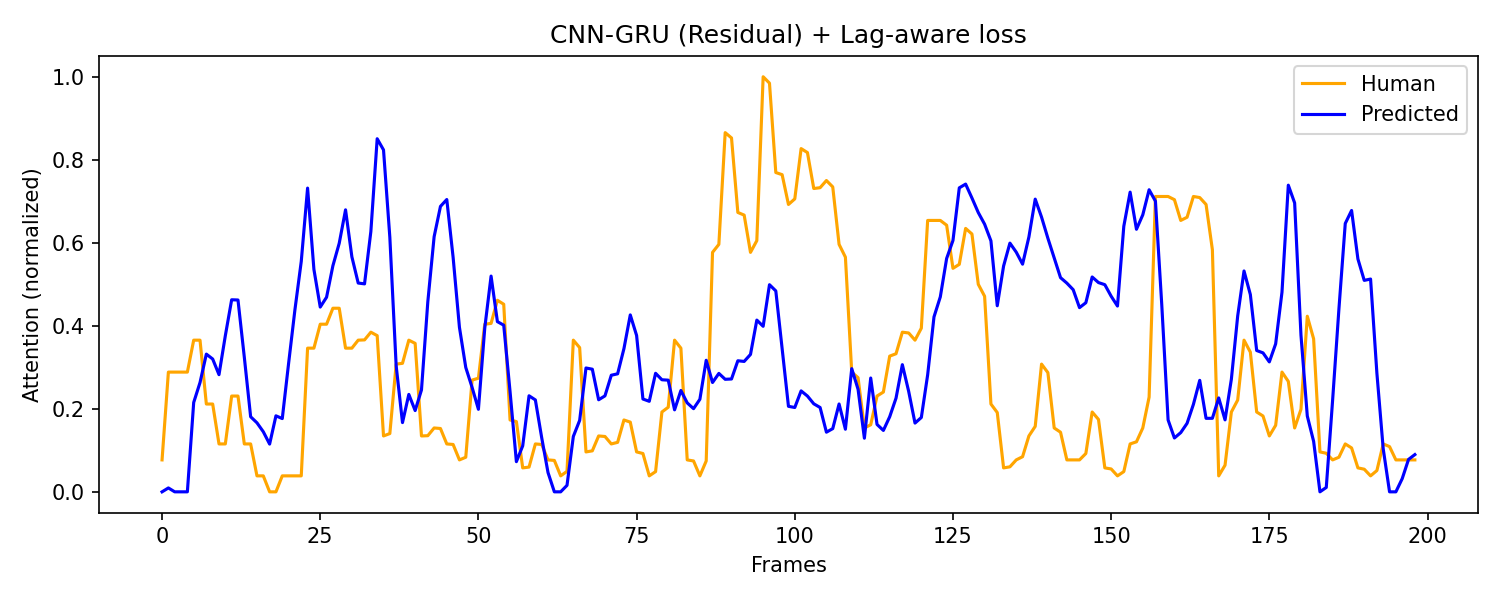 CNN-GRU (Residual) + Lag-aware loss
Human
Predicted
Attention (normalized)
1.0
0.8
0.6
0.4
0.2
0.0
0 25 50 75 100 125 150 175 200
Frames